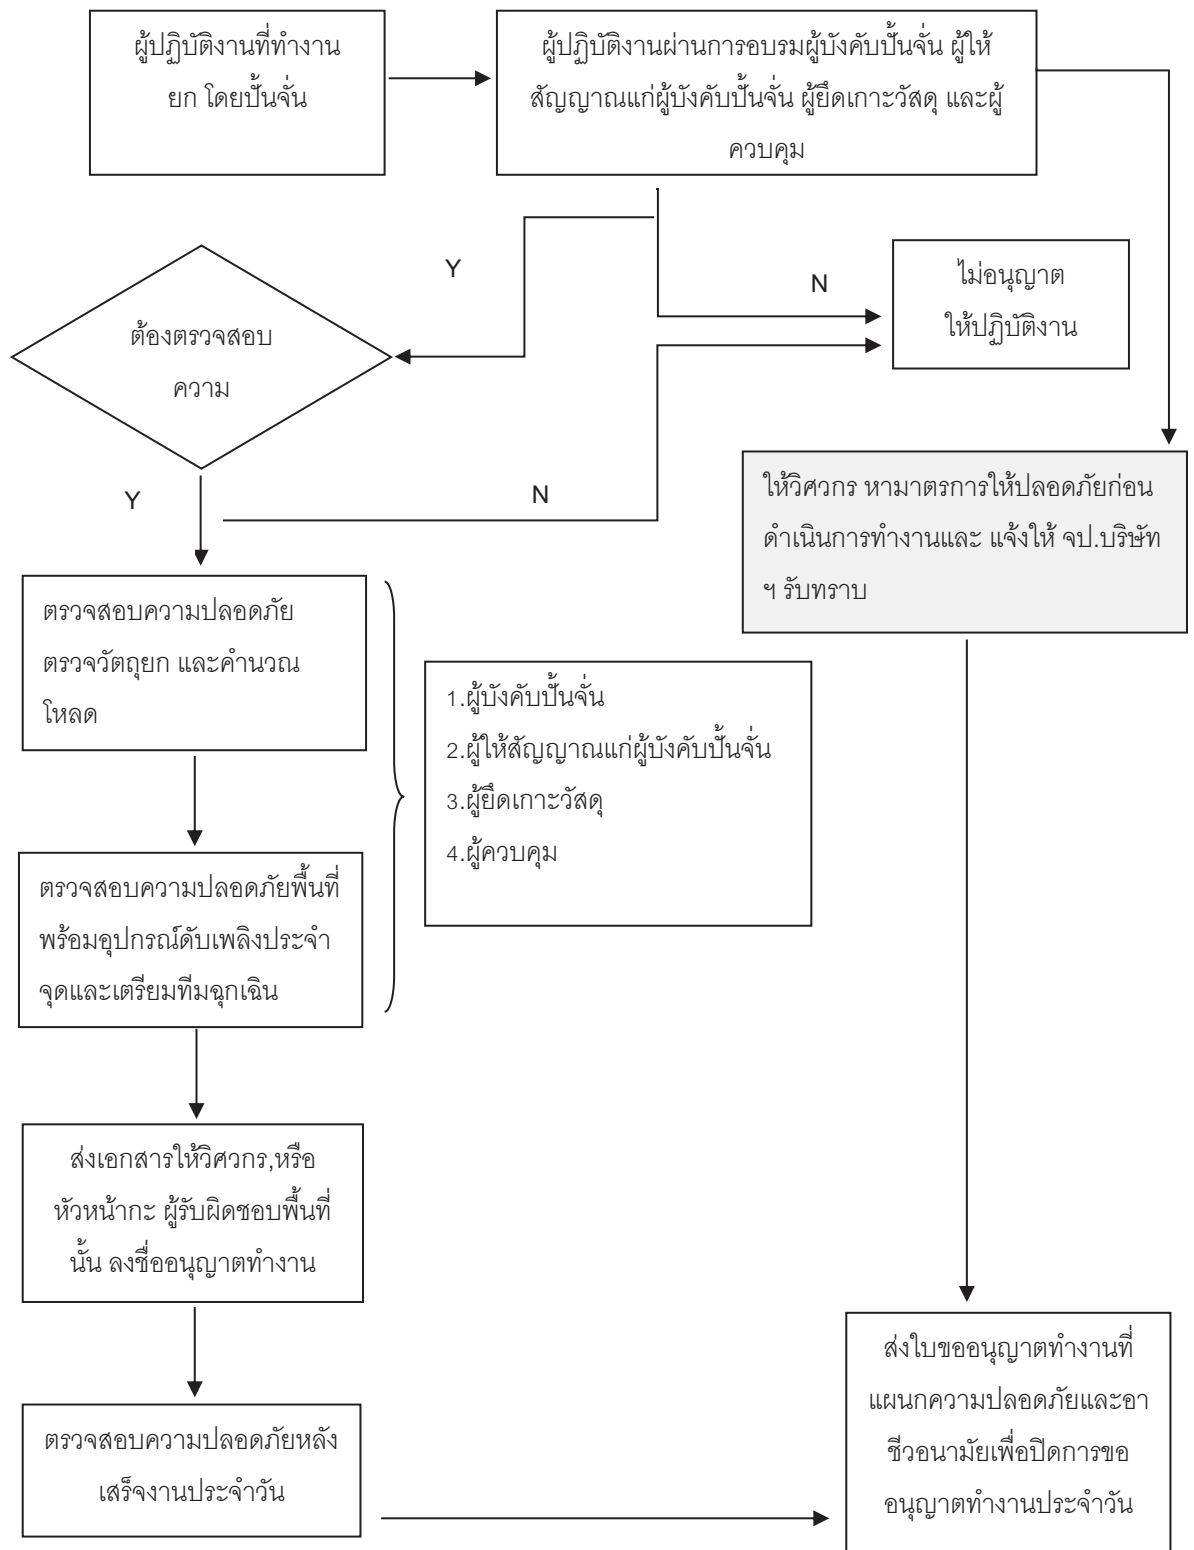 ผู้ปฏิบัติงานที่ทำงาน
ยก โดยปั้นจั่น
ผู้ปฏิบัติงานผ่านการอบรมผู้บังคับปั้นจั่น ผู้ให้
สัญญาณแก่ผู้บังคับปั้นจั่น ผู้ยึดเกาะวัสดุ และผู้
ควบคุม
Y
N
ไม่อนุญาต
ให้ปฏิบัติงาน
ต้องตรวจสอบ
ความ
Y
N
ให้วิศวกร หามาตรการให้ปลอดภัยก่อน
ดำเนินการทำงานและ แจ้งให้ จป.บริษัท
ฯ รับทราบ
ตรวจสอบความปลอดภัย
ตรวจวัตถุยก และคำนวณ
โหลด
1.ผู้บังคับปั้นจั่น
2.ผู้ให้สัญญาณแก่ผู้บังคับปั้นจั่น
3.ผู้ยึดเกาะวัสดุ
4.ผู้ควบคุม
ตรวจสอบความปลอดภัยพื้นที่
พร้อมอุปกรณ์ดับเพลิงประจำ
จุดและเตรียมทีมฉุกเฉิน
ส่งเอกสารให้วิศวกร,หรือ
หัวหน้ากะ ผู้รับผิดชอบพื้นที่
นั้น ลงชื่ออนุญาตทำงาน
ตรวจสอบความปลอดภัยหลัง
เสร็จงานประจำวัน
ส่งใบขออนุญาตทำงานที่
แผนกความปลอดภัยและอา
ชีวอนามัยเพื่อปิดการขอ
อนุญาตทำงานประจำวัน